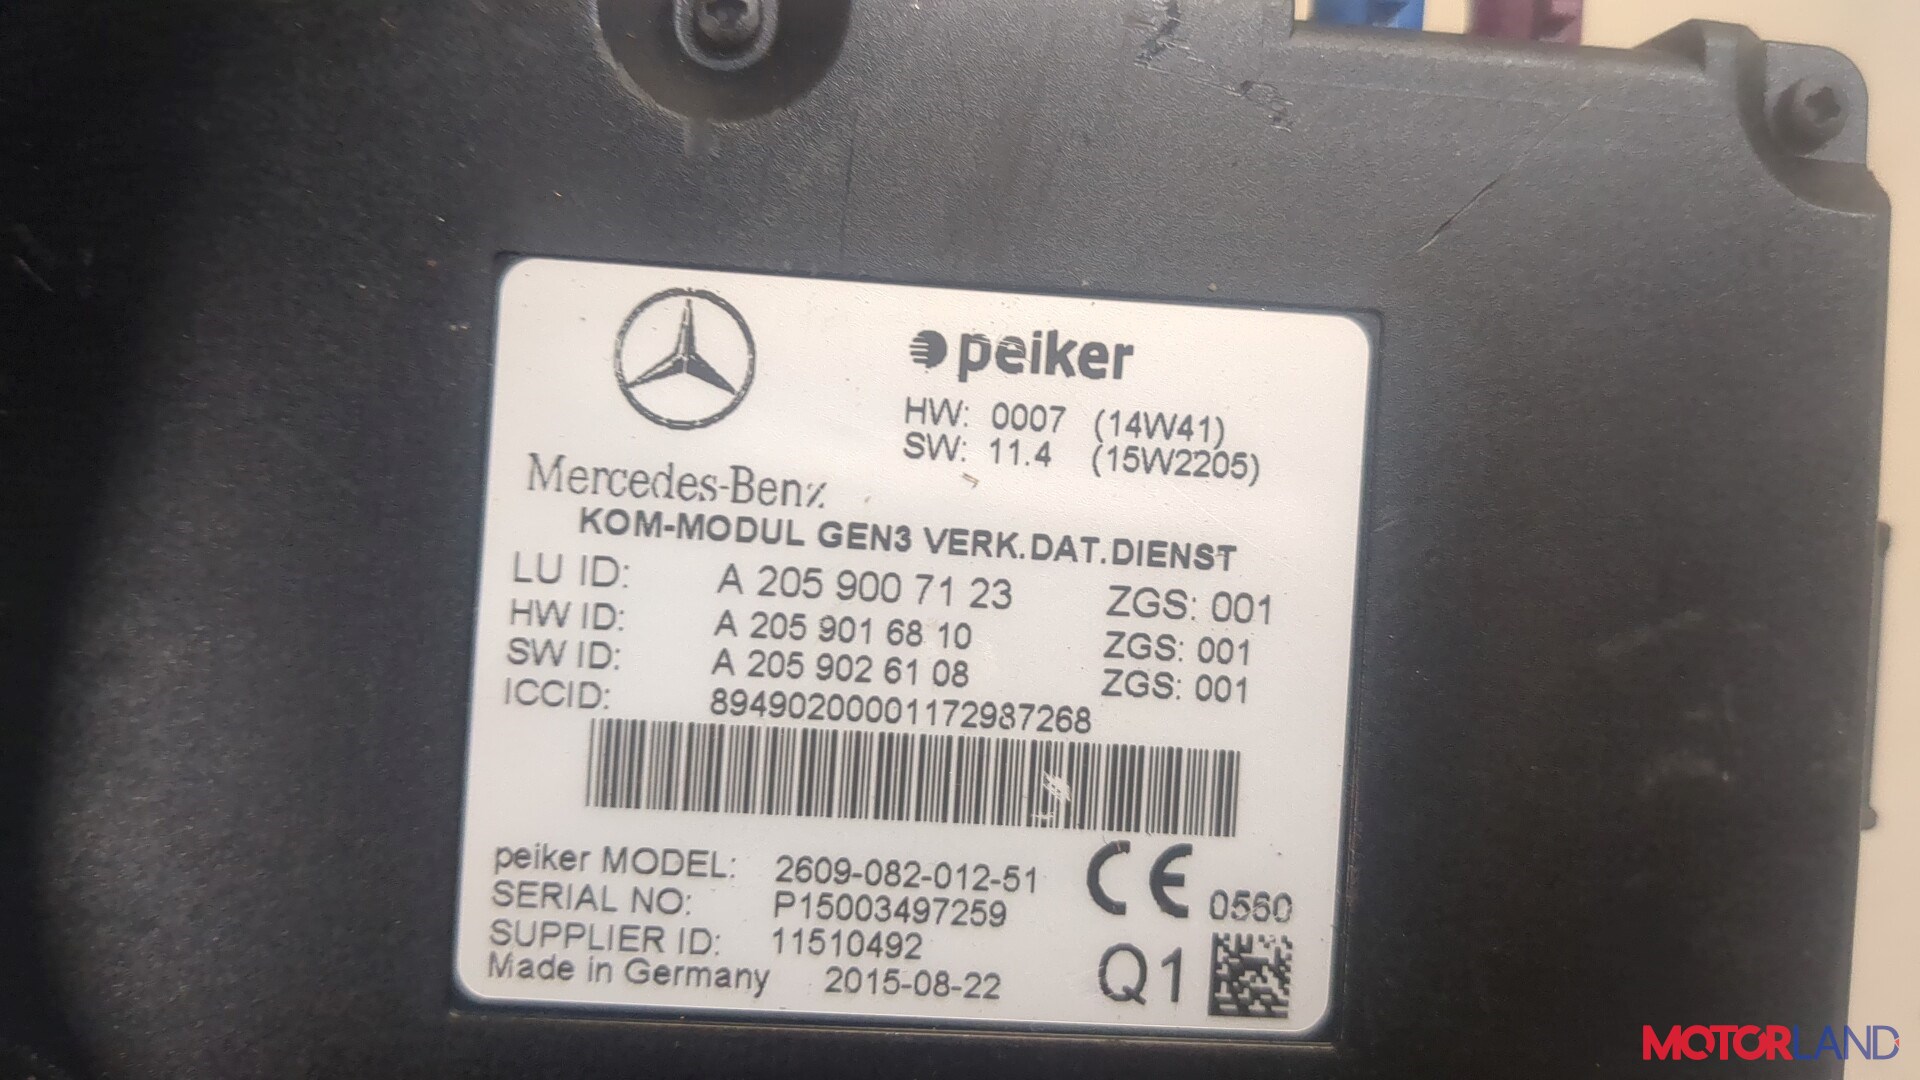 peiker
HW: 0007 (14W41)
SW: 11.4 (15W2205)
Mercedes-Benz
KOM-MODUL GEN3 VERK.DAT.DIENST
LU ID: A 205 900 71 23 ZGS: 001
HW ID: A 205 901 68 10 ZGS: 001
SW ID: A 205 902 61 08 ZGS: 001
ICCID: 89490200001172987268
peiker MODEL: 2609-082-012-51
SERIAL NO: P15003497259
CE 0560
SUPPLIER ID: 11510492
Made in Germany 2015-08-22
Q1
MOTORLAND